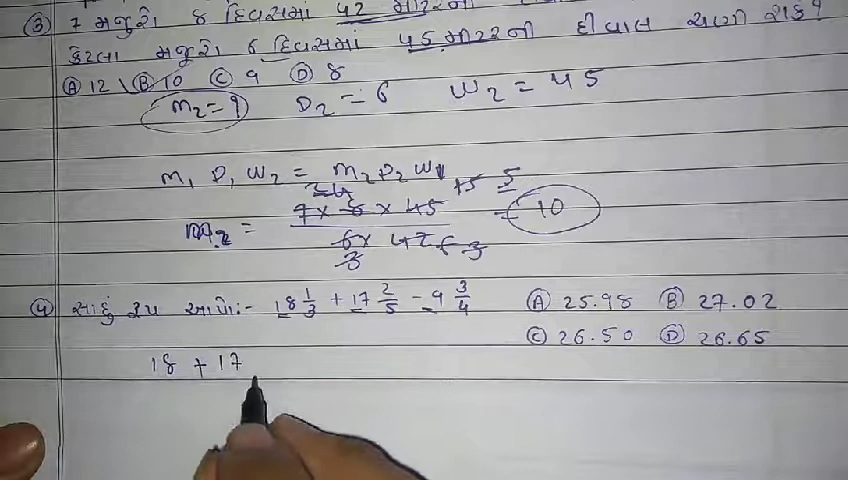 ③ 7 મજૂરો 8 દિવસમાં 42 મીટરની
કેટલા મજૂરો 6 દિવસમાં 45 મીટરની દીવાલ ચણી શકે?
Ⓐ 12 Ⓑ 10 Ⓒ 9 Ⓓ 8
M₂ = ? D₂ = 6 W₂ = 45
M₁ D₁ W₂ = M₂ D₂ W₁
M₂ = 7 × 8 × 45 / 6 × 42 = 10
④ સાદું રૂપ આપો:- 18 1/3 + 17 2/5 - 9 3/4 Ⓐ 25.98 Ⓑ 27.02
Ⓒ 26.50 Ⓓ 26.65
18 + 17